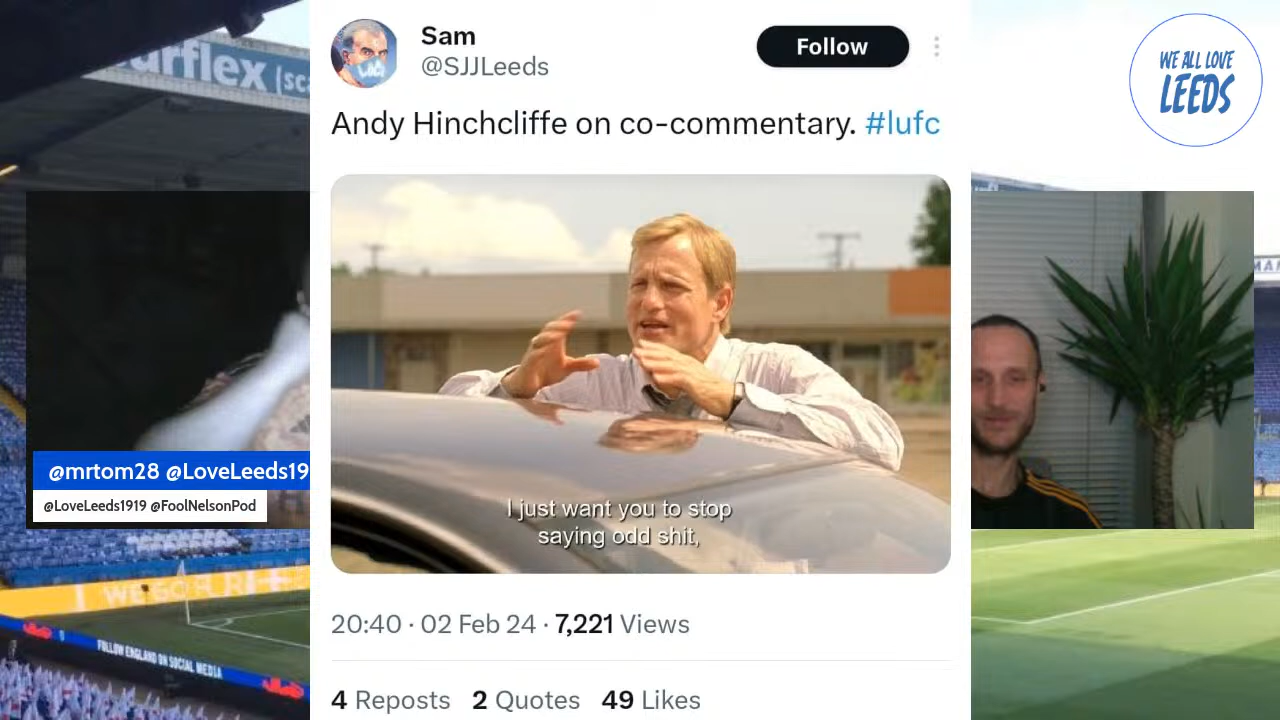 urflex (sc
Sam
@SJJLeeds
Follow
WE ALL LOVE
LEEDS
Andy Hinchcliffe on co-commentary. #lufc
I just want you to stop
saying odd shit,
@mrtom28 @LoveLeeds19
@LoveLeeds1919 @FoolNelsonPod
FOLLOW ENGLAND ON SOCIAL MEDIA
20:40 · 02 Feb 24 · 7,221 Views
4 Reposts 2 Quotes 49 Likes